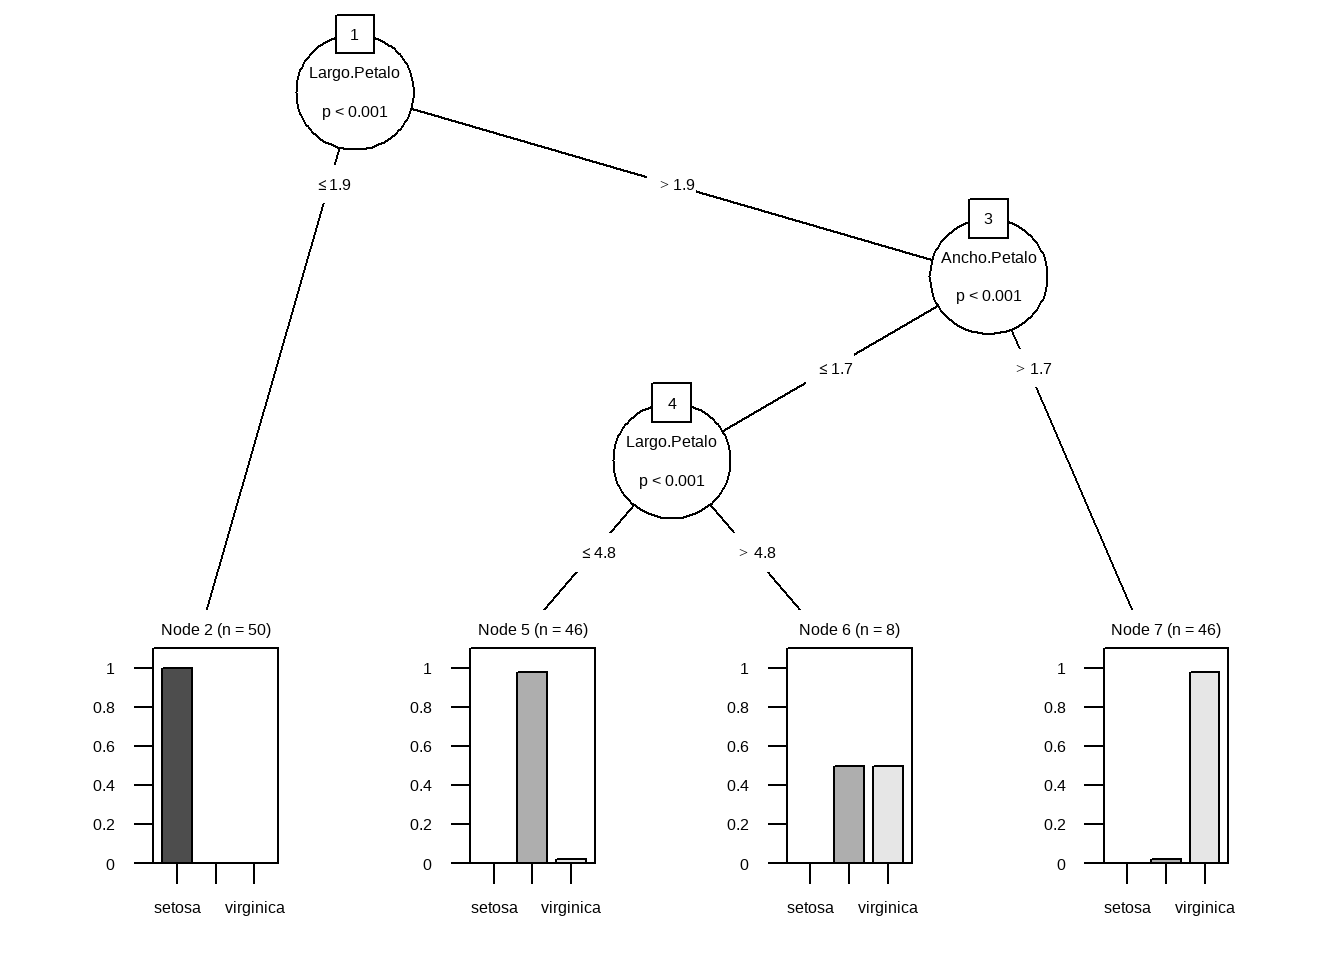 1
Largo.Petalo
p < 0.001
≤ 1.9
> 1.9
3
Ancho.Petalo
p < 0.001
≤ 1.7
> 1.7
4
Largo.Petalo
p < 0.001
≤ 4.8
> 4.8
Node 2 (n = 50)
1
0.8
0.6
0.4
0.2
0
setosa
virginica
Node 5 (n = 46)
1
0.8
0.6
0.4
0.2
0
setosa
virginica
Node 6 (n = 8)
1
0.8
0.6
0.4
0.2
0
setosa
virginica
Node 7 (n = 46)
1
0.8
0.6
0.4
0.2
0
setosa
virginica